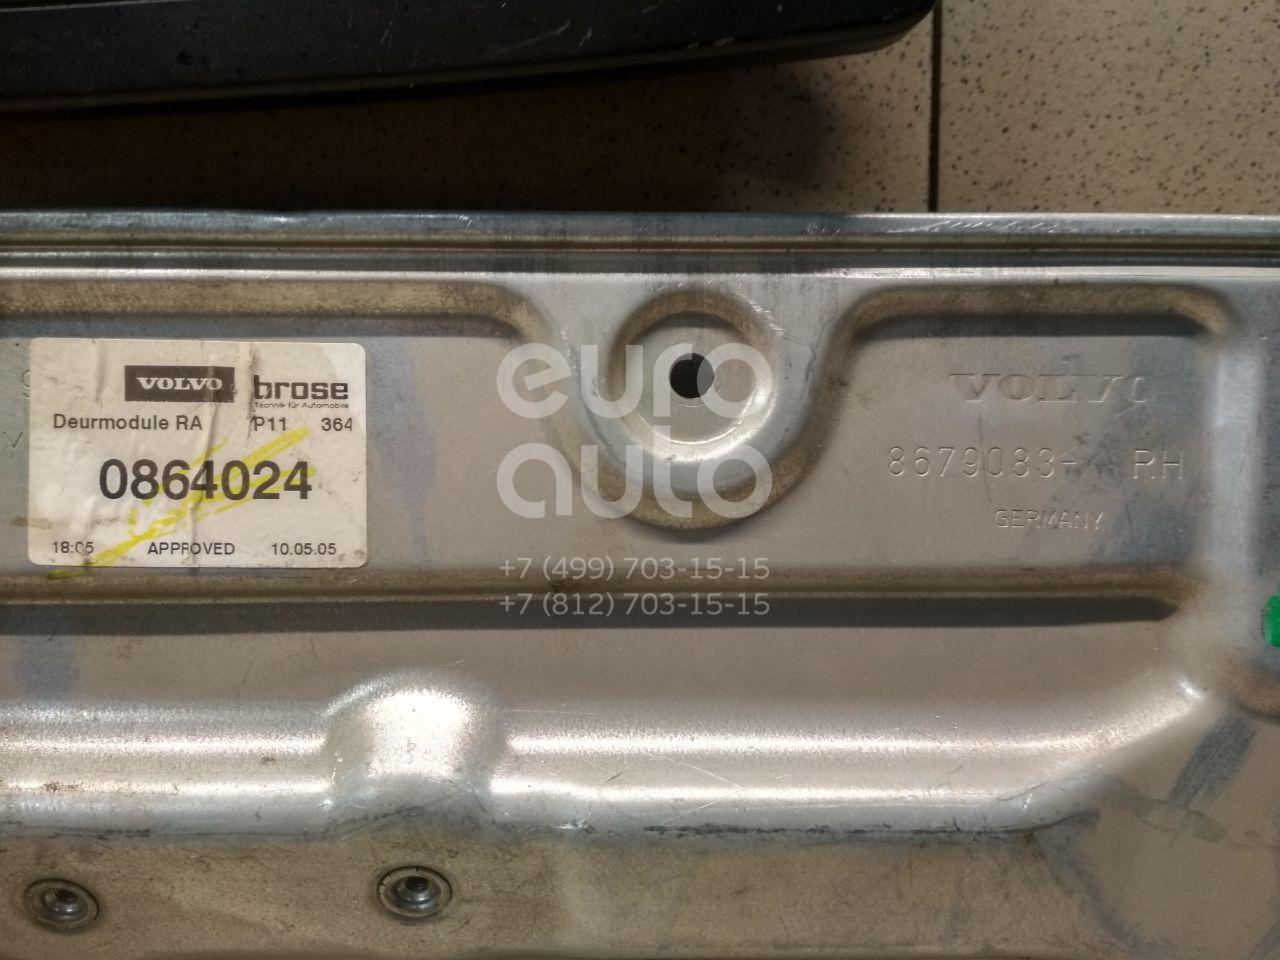 VOLVO brose
Technik für Automobile
Deurmodule RA P11 364
0864024
18:05 APPROVED 10.05.05
VOLVO
8679083- RH
GERMANY
euro
auto
+7 (499) 703-15-15
+7 (812) 703-15-15